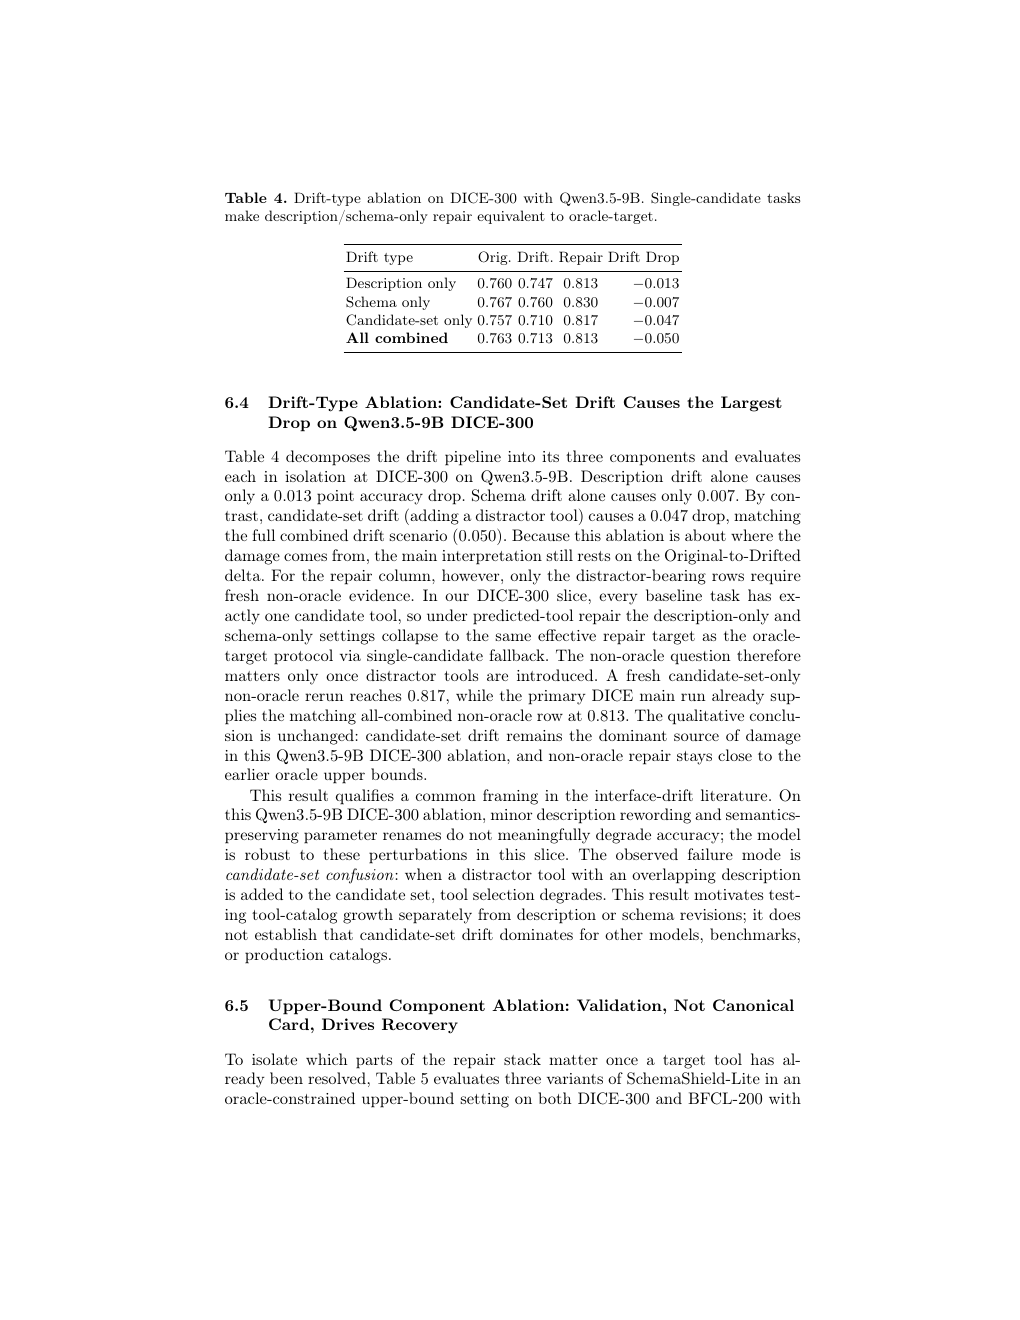 Table 4. Drift-type ablation on DICE-300 with Qwen3.5-9B. Single-candidate tasks
make description/schema-only repair equivalent to oracle-target.
Drift type Orig. Drift. Repair Drift Drop
Description only 0.760 0.747 0.813 −0.013
Schema only 0.767 0.760 0.830 −0.007
Candidate-set only 0.757 0.710 0.817 −0.047
All combined 0.763 0.713 0.813 −0.050
6.4 Drift-Type Ablation: Candidate-Set Drift Causes the Largest
Drop on Qwen3.5-9B DICE-300
Table 4 decomposes the drift pipeline into its three components and evaluates
each in isolation at DICE-300 on Qwen3.5-9B. Description drift alone causes
only a 0.013 point accuracy drop. Schema drift alone causes only 0.007. By con-
trast, candidate-set drift (adding a distractor tool) causes a 0.047 drop, matching
the full combined drift scenario (0.050). Because this ablation is about where the
damage comes from, the main interpretation still rests on the Original-to-Drifted
delta. For the repair column, however, only the distractor-bearing rows require
fresh non-oracle evidence. In our DICE-300 slice, every baseline task has ex-
actly one candidate tool, so under predicted-tool repair the description-only and
schema-only settings collapse to the same effective repair target as the oracle-
target protocol via single-candidate fallback. The non-oracle question therefore
matters only once distractor tools are introduced. A fresh candidate-set-only
non-oracle rerun reaches 0.817, while the primary DICE main run already sup-
plies the matching all-combined non-oracle row at 0.813. The qualitative conclu-
sion is unchanged: candidate-set drift remains the dominant source of damage
in this Qwen3.5-9B DICE-300 ablation, and non-oracle repair stays close to the
earlier oracle upper bounds.
This result qualifies a common framing in the interface-drift literature. On
this Qwen3.5-9B DICE-300 ablation, minor description rewording and semantics-
preserving parameter renames do not meaningfully degrade accuracy; the model
is robust to these perturbations in this slice. The observed failure mode is
candidate-set confusion: when a distractor tool with an overlapping description
is added to the candidate set, tool selection degrades. This result motivates test-
ing tool-catalog growth separately from description or schema revisions; it does
not establish that candidate-set drift dominates for other models, benchmarks,
or production catalogs.
6.5 Upper-Bound Component Ablation: Validation, Not Canonical
Card, Drives Recovery
To isolate which parts of the repair stack matter once a target tool has al-
ready been resolved, Table 5 evaluates three variants of SchemaShield-Lite in an
oracle-constrained upper-bound setting on both DICE-300 and BFCL-200 with